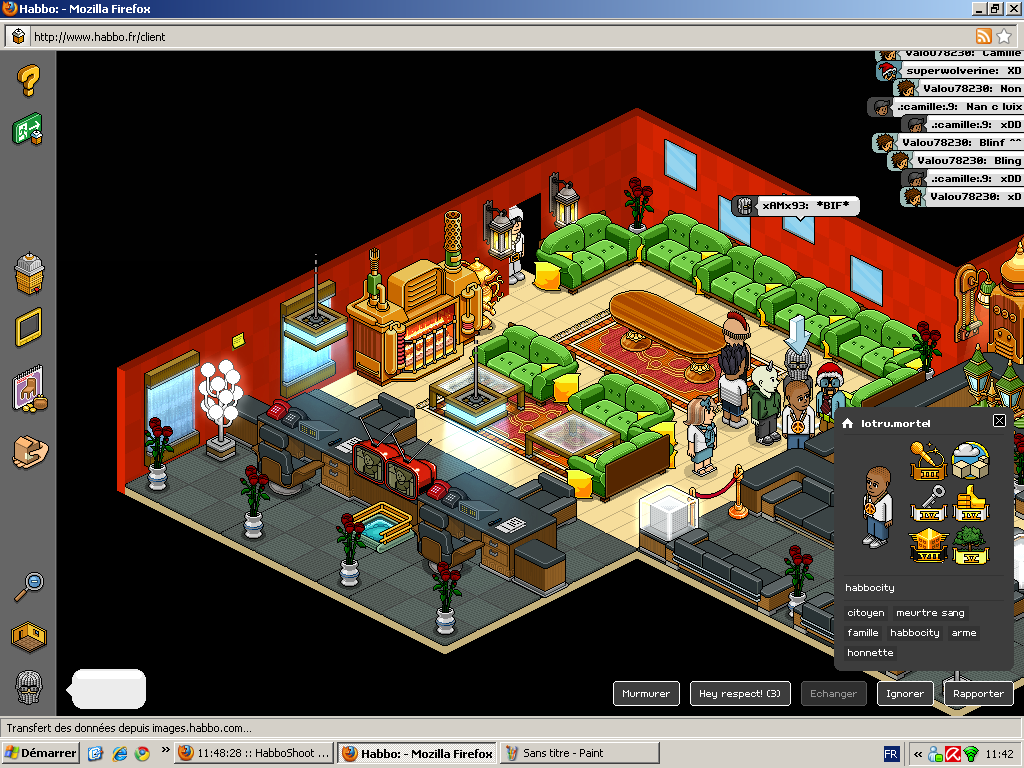 Habbo: - Mozilla Firefox
http://www.habbo.fr/client
Valou78230: Camille
superwolverine: XD
Valou78230: Non
.:camille:.9: Nan c luix
.:camille:.9: xDD
Valou78230: Blinf ^^
Valou78230: Bling
.:camille:.9: xDD
Valou78230: xD
xAMx93: *BIF*
lotru.mortel
habbocity
citoyen meurtre sang
famille habbocity arme
honnette
Murmurer Hey respect! (3) Echanger Ignorer Rapporter
Transfert des données depuis images.habbo.com...
Démarrer » 11:48:28 :: HabboShoot ... Habbo: - Mozilla Firefox Sans titre - Paint FR « 11:42